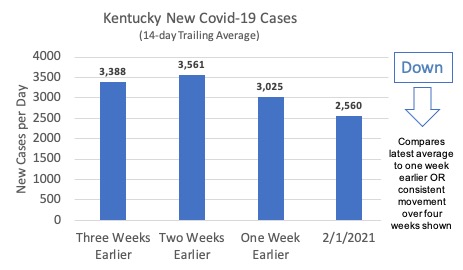 Kentucky New Covid-19 Cases
(14-day Trailing Average)
New Cases per Day
4000
3500
3000
2500
2000
1500
1000
500
0
3,388
3,561
3,025
2,560
Three Weeks
Earlier
Two Weeks
Earlier
One Week
Earlier
2/1/2021
Down
Compares
latest average
to one week
earlier OR
consistent
movement
over four
weeks shown